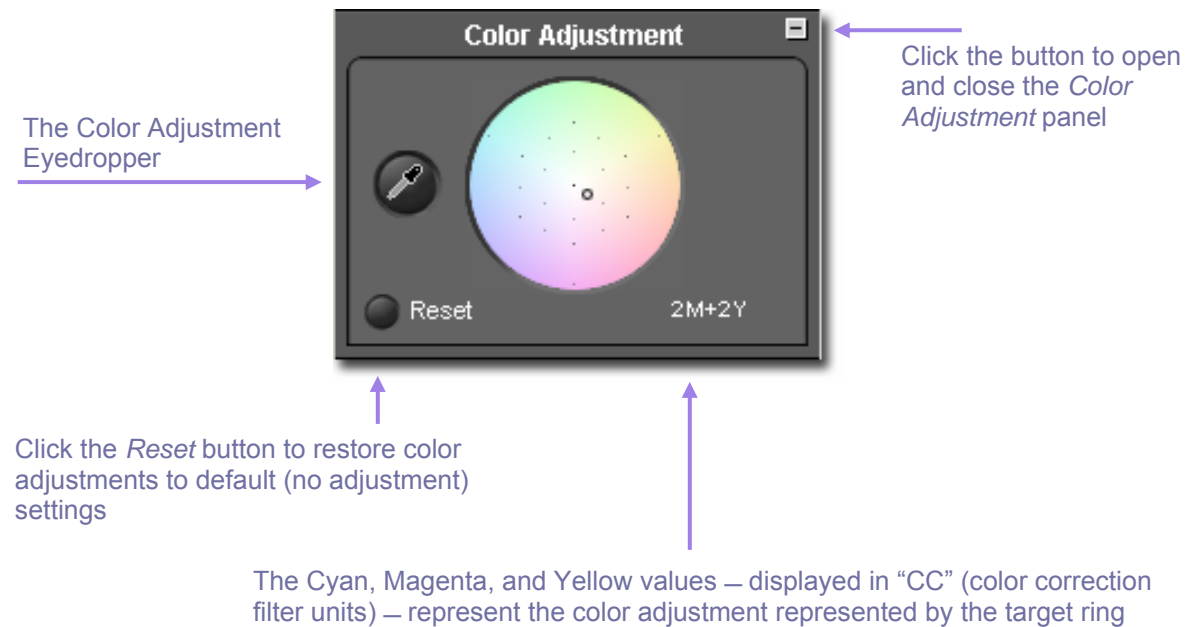 Color Adjustment
Click the button to open
and close the Color
Adjustment panel
The Color Adjustment
Eyedropper
Reset
2M+2Y
Click the Reset button to restore color
adjustments to default (no adjustment)
settings
The Cyan, Magenta, and Yellow values – displayed in “CC” (color correction
filter units) – represent the color adjustment represented by the target ring